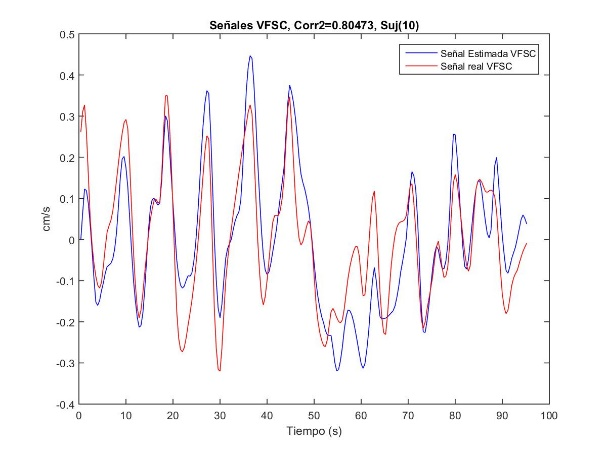 Señales VFSC, Corr2=0.80473, Suj(10)
Señal Estimada VFSC
Señal real VFSC
cm/s
0.5
0.4
0.3
0.2
0.1
0
-0.1
-0.2
-0.3
-0.4
0 10 20 30 40 50 60 70 80 90 100
Tiempo (s)